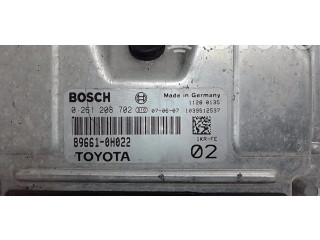 BOSCH Made in Germany
0 261 208 702 07-06-07 1128 0135
1039S12537
89661-0H022 1KR-FE
TOYOTA 02